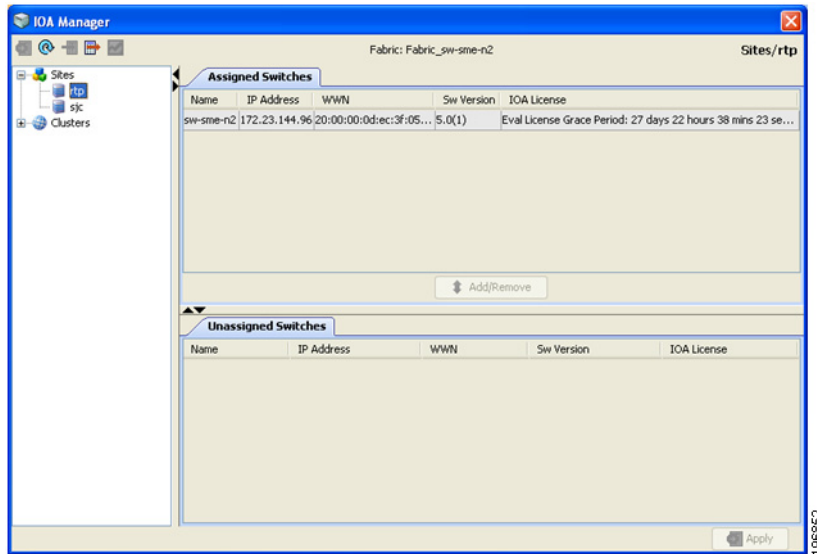 IOA Manager
Fabric: Fabric_sw-sme-n2
Sites/rtp
Sites
rtp
sjc
Clusters
Assigned Switches
Name IP Address WWN Sw Version IOA License
sw-sme-n2 172.23.144.96 20:00:00:0d:ec:3f:05... 5.0(1) Eval License Grace Period: 27 days 22 hours 38 mins 23 se...
Add/Remove
Unassigned Switches
Name IP Address WWN Sw Version IOA License
Apply
196852